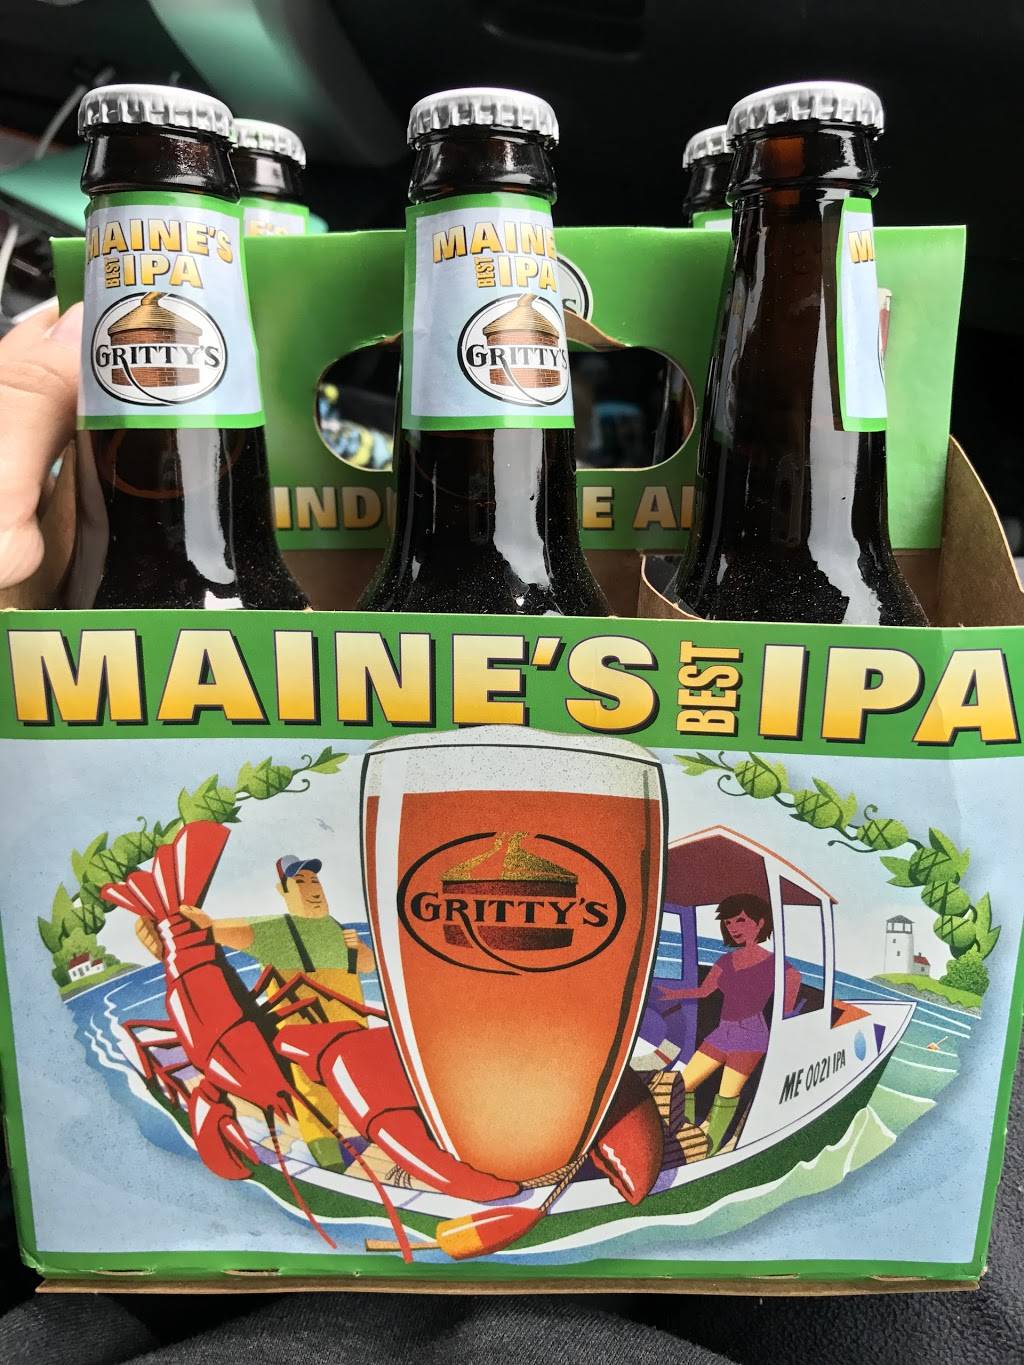 MAINE'S
BEST
IPA
GRITTY'S
MAINE
BEST
IPA
GRITTY'S
MAINE'S BEST IPA
GRITTY'S
ME 0021 IPA